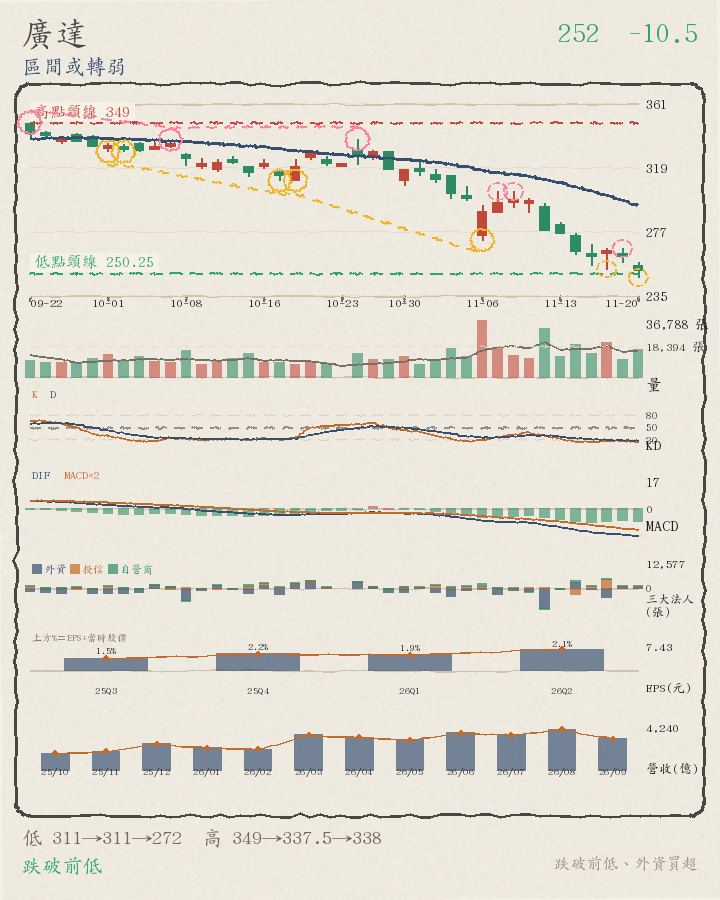 廣達
252 -10.5
區間或轉弱
高點頸線 349
361
319
277
低點頸線 250.25
235
09-22 10-01 10-08 10-16 10-23 10-30 11-06 11-13 11-20
36,788 張
18,394 張
量
K D
80
50
20
KD
DIF MACD×2
17
0
MACD
外資 投信 自營商
12,577
0
三大法人
(張)
上方%=EPS÷當時股價
1.5% 2.2% 1.9% 2.1%
7.43
25Q3 25Q4 26Q1 26Q2
EPS(元)
4,240
營收(億)
25/10 25/11 25/12 26/01 26/02 26/03 26/04 26/05 26/06 26/07 26/08 26/09
低 311→311→272 高 349→337.5→338
跌破前低
跌破前低、外資買超